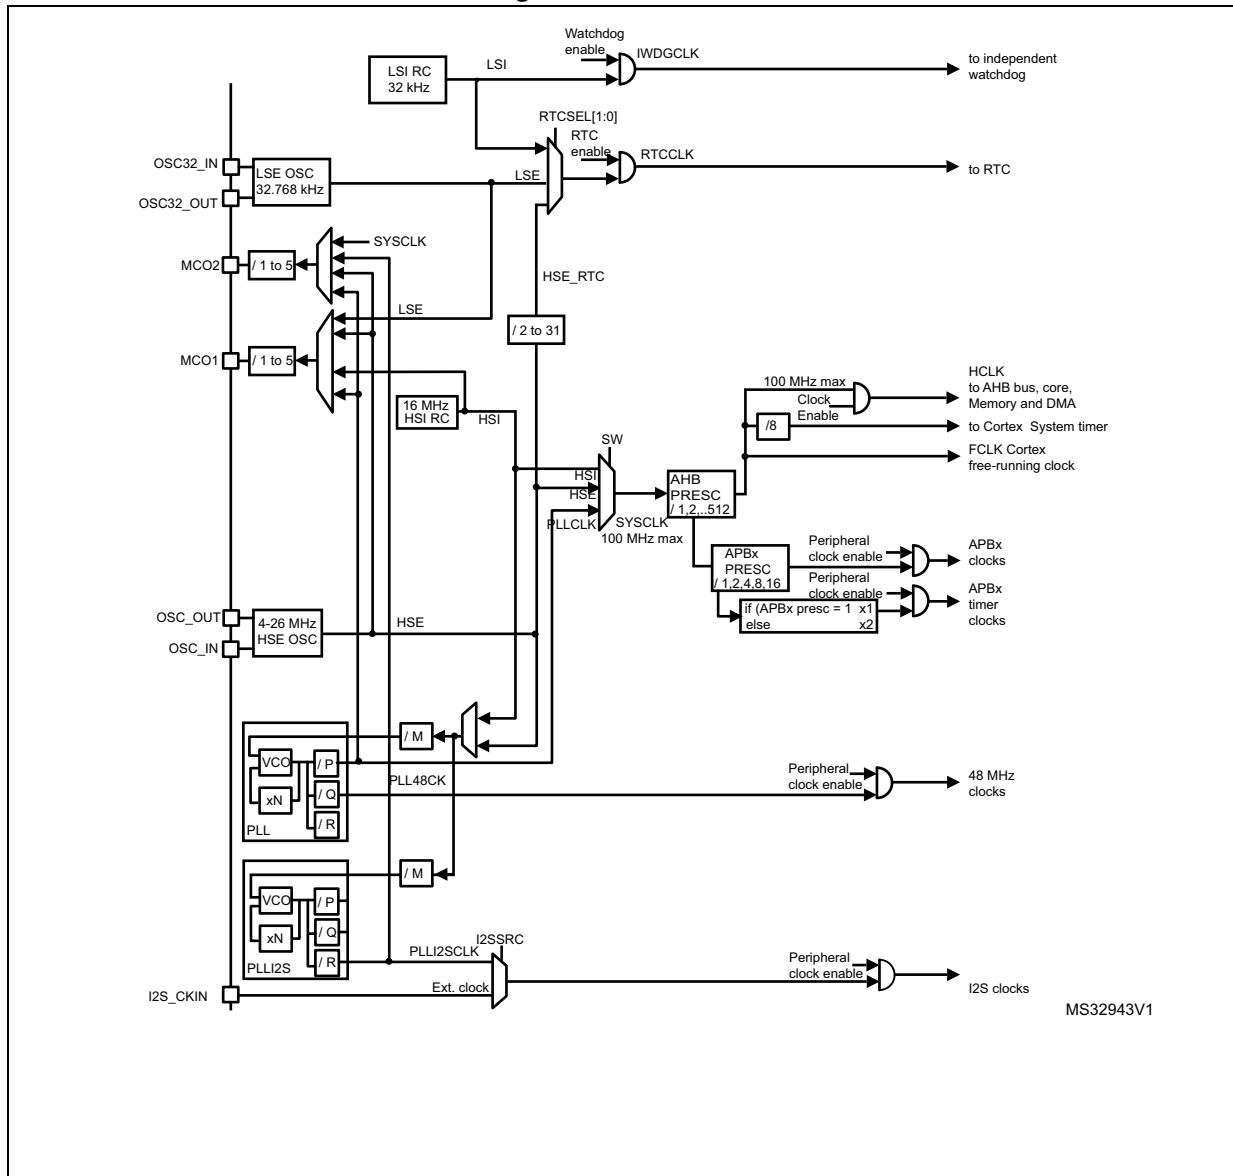 Watchdog
enable
IWDGCLK
LSI RC
32 kHz
LSI
to independent
watchdog
RTCSEL[1:0]
RTC
enable
RTCCLK
to RTC
OSC32_IN
OSC32_OUT
LSE OSC
32.768 kHz
LSE
SYSCLK
MCO2
/ 1 to 5
HSE_RTC
LSE
/ 2 to 31
MCO1
/ 1 to 5
16 MHz
HSI RC
HSI
100 MHz max
Clock
Enable
HCLK
to AHB bus, core,
Memory and DMA
/8
to Cortex System timer
FCLK Cortex
free-running clock
SW
HSI
HSE
PLLCLK
SYSCLK
100 MHz max
AHB
PRESC
/ 1,2,..512
APBx
PRESC
/ 1,2,4,8,16
Peripheral
clock enable
APBx
clocks
Peripheral
clock enable
APBx
timer
clocks
if (APBx presc = 1 x1
else x2
OSC_OUT
OSC_IN
4-26 MHz
HSE OSC
HSE
/ M
VCO
xN
/ P
/ Q
/ R
PLL
PLL48CK
Peripheral
clock enable
48 MHz
clocks
/ M
VCO
xN
/ P
/ Q
/ R
PLLI2S
PLLI2SCLK
I2SSRC
I2S_CKIN
Ext. clock
Peripheral
clock enable
I2S clocks
MS32943V1